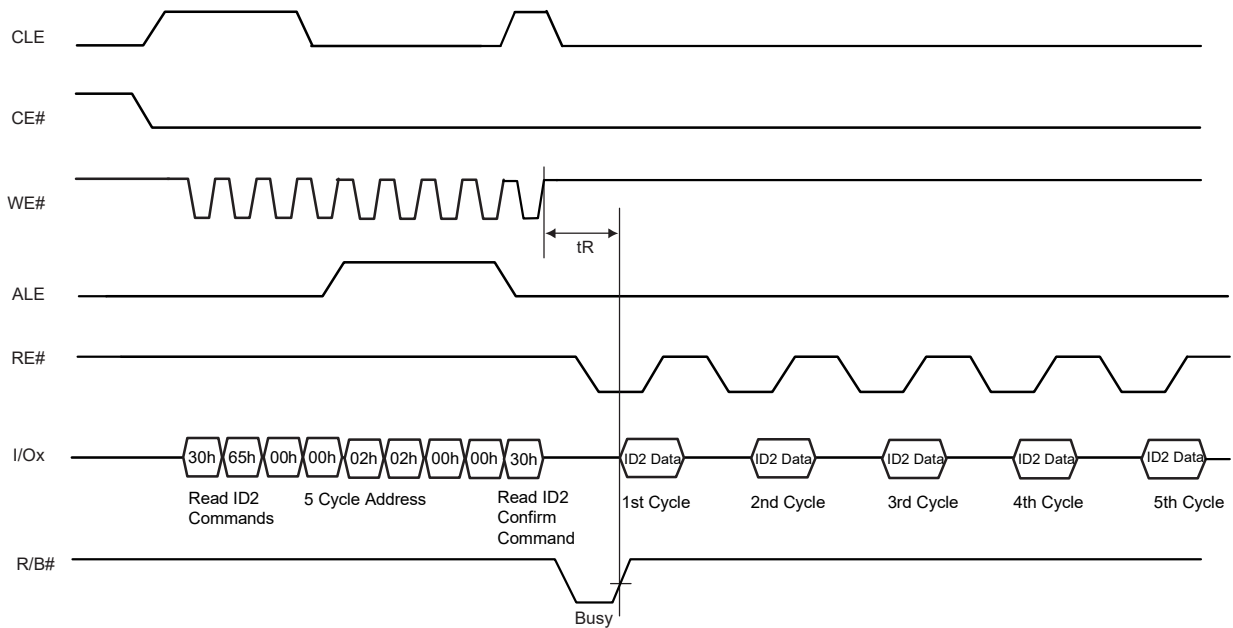 CLE
CE#
WE#
tR
ALE
RE#
I/Ox
30h 65h 00h 00h 02h 02h 00h 00h 30h ID2 Data ID2 Data ID2 Data ID2 Data ID2 Data
Read ID2
Commands
5 Cycle Address
Read ID2
Confirm
Command
1st Cycle
2nd Cycle
3rd Cycle
4th Cycle
5th Cycle
R/B#
Busy